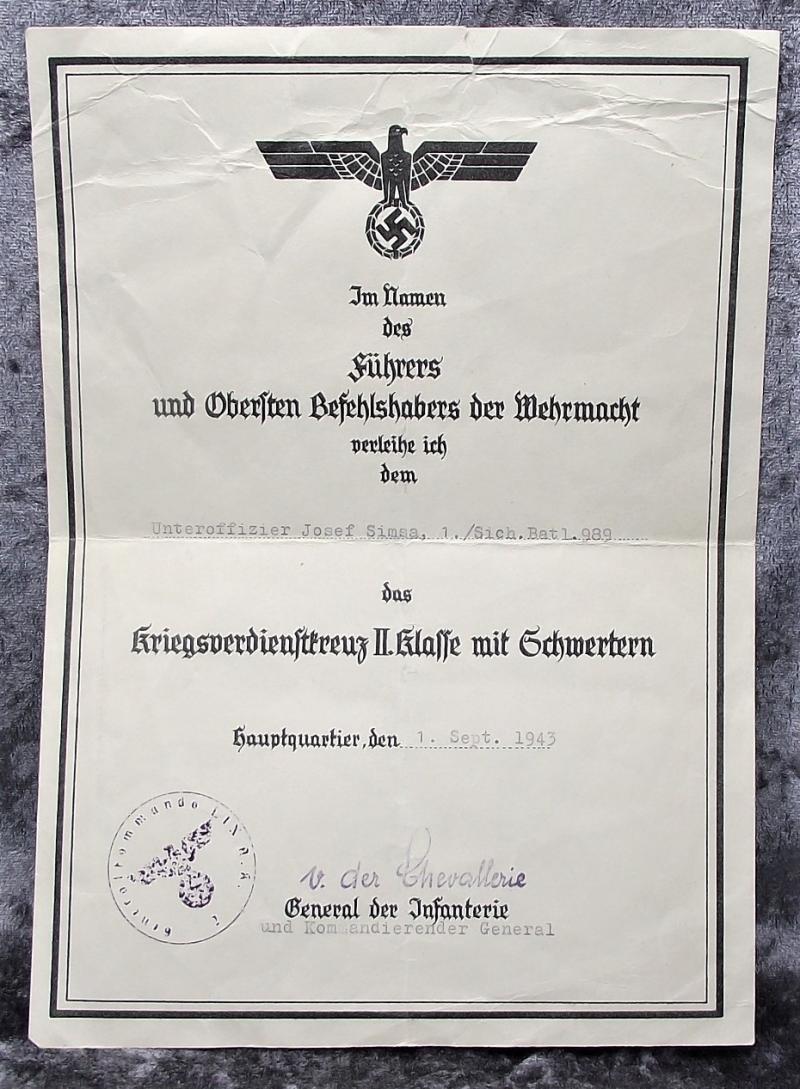 Im Namen
des
Führers
und Obersten Befehlshabers der Wehrmacht
verleihe ich
dem
Unteroffizier Josef Simsa, 1./Sich.Batl.989
das
Kriegsverdienstkreuz II. Klasse mit Schwertern
Hauptquartier, den 1. Sept. 1943
Generalkommando LIX A.K.
v. der Chevallerie
General der Infanterie
und Kommandierender General